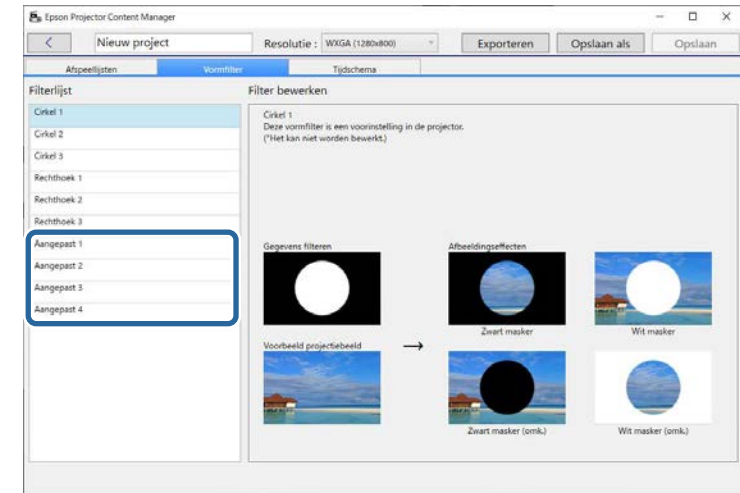 Epson Projector Content Manager
Nieuw project
Resolutie : WXGA (1280x800)
Exporteren
Opslaan als
Opslaan
Afspeellijsten
Vormfilter
Tijdschema
Filterlijst
Filter bewerken
Cirkel 1
Cirkel 2
Cirkel 3
Rechthoek 1
Rechthoek 2
Rechthoek 3
Aangepast 1
Aangepast 2
Aangepast 3
Aangepast 4
Cirkel 1
Deze vormfilter is een voorinstelling in de projector.
(*Het kan niet worden bewerkt.)
Gegevens filteren
Afbeeldingseffecten
Zwart masker
Wit masker
Voorbeeld projectiebeeld
→
Zwart masker (omk.)
Wit masker (omk.)